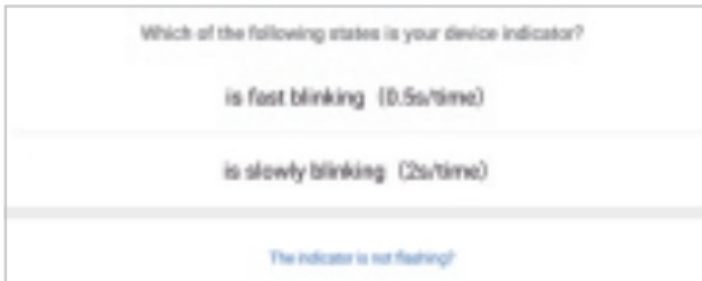 Which of the following states is your device indicator?
is fast blinking (0.5s/time)
is slowly blinking (2s/time)
The indicator is not flashing?